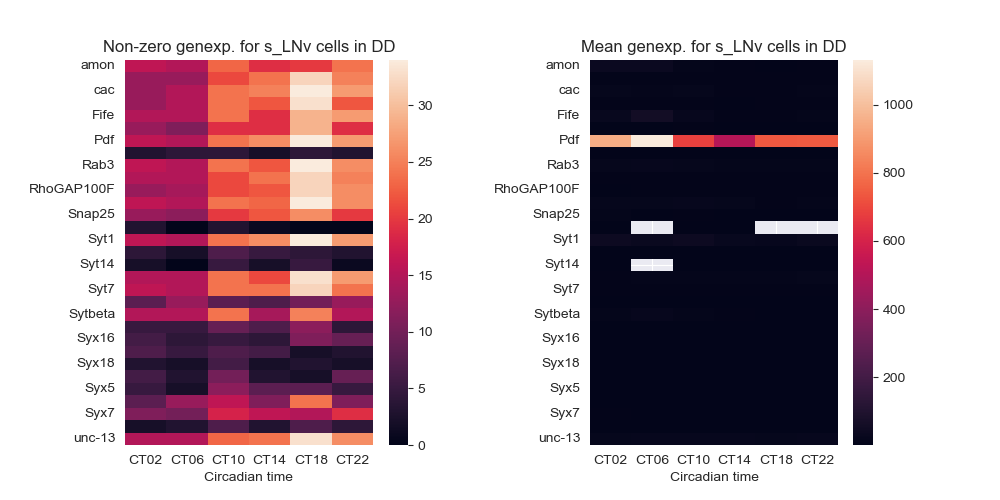 Non-zero genexp. for s_LNv cells in DD
amon
cac
Fife
Pdf
Rab3
RhoGAP100F
Snap25
Syt1
Syt14
Syt7
Sytbeta
Syx16
Syx18
Syx5
Syx7
unc-13
CT02 CT06 CT10 CT14 CT18 CT22
Circadian time
30
25
20
15
10
5
0
Mean genexp. for s_LNv cells in DD
amon
cac
Fife
Pdf
Rab3
RhoGAP100F
Snap25
Syt1
Syt14
Syt7
Sytbeta
Syx16
Syx18
Syx5
Syx7
unc-13
CT02 CT06 CT10 CT14 CT18 CT22
Circadian time
1000
800
600
400
200